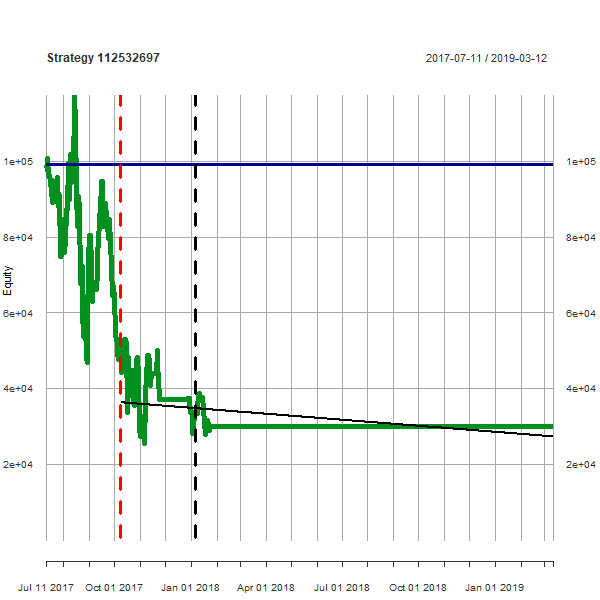 Strategy 112532697 2017-07-11 / 2019-03-12
1e+05 1e+05
8e+04 8e+04
Equity
6e+04 6e+04
4e+04 4e+04
2e+04 2e+04
Jul 11 2017 Oct 01 2017 Jan 01 2018 Apr 01 2018 Jul 01 2018 Oct 01 2018 Jan 01 2019